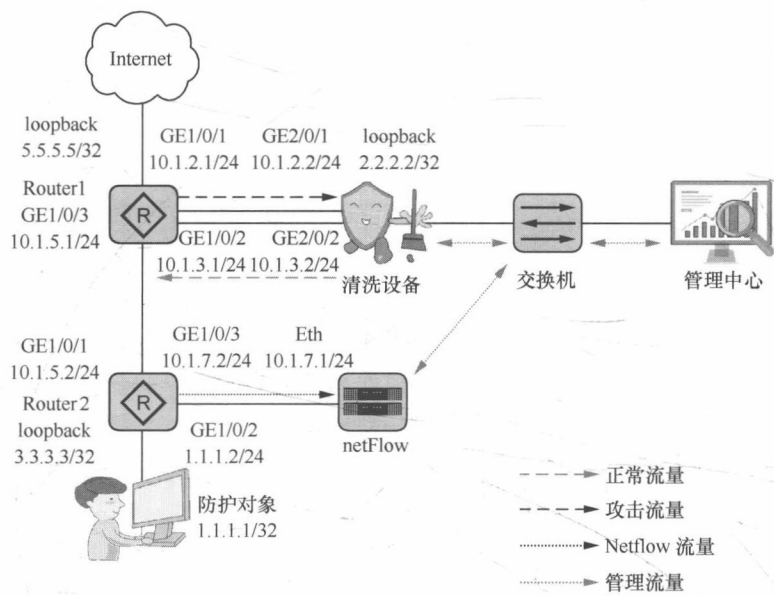 Internet
loopback
5.5.5.5/32
GE1/0/1
10.1.2.1/24
GE2/0/1
10.1.2.2/24
loopback
2.2.2.2/32
Router1
GE1/0/3
10.1.5.1/24
R
GE1/0/2
10.1.3.1/24
GE2/0/2
10.1.3.2/24
清洗设备
交换机
管理中心
GE1/0/1
10.1.5.2/24
GE1/0/3
10.1.7.2/24
Eth
10.1.7.1/24
R
Router2
loopback
3.3.3.3/32
GE1/0/2
1.1.1.2/24
netFlow
防护对象
1.1.1.1/32
正常流量
攻击流量
Netflow 流量
管理流量